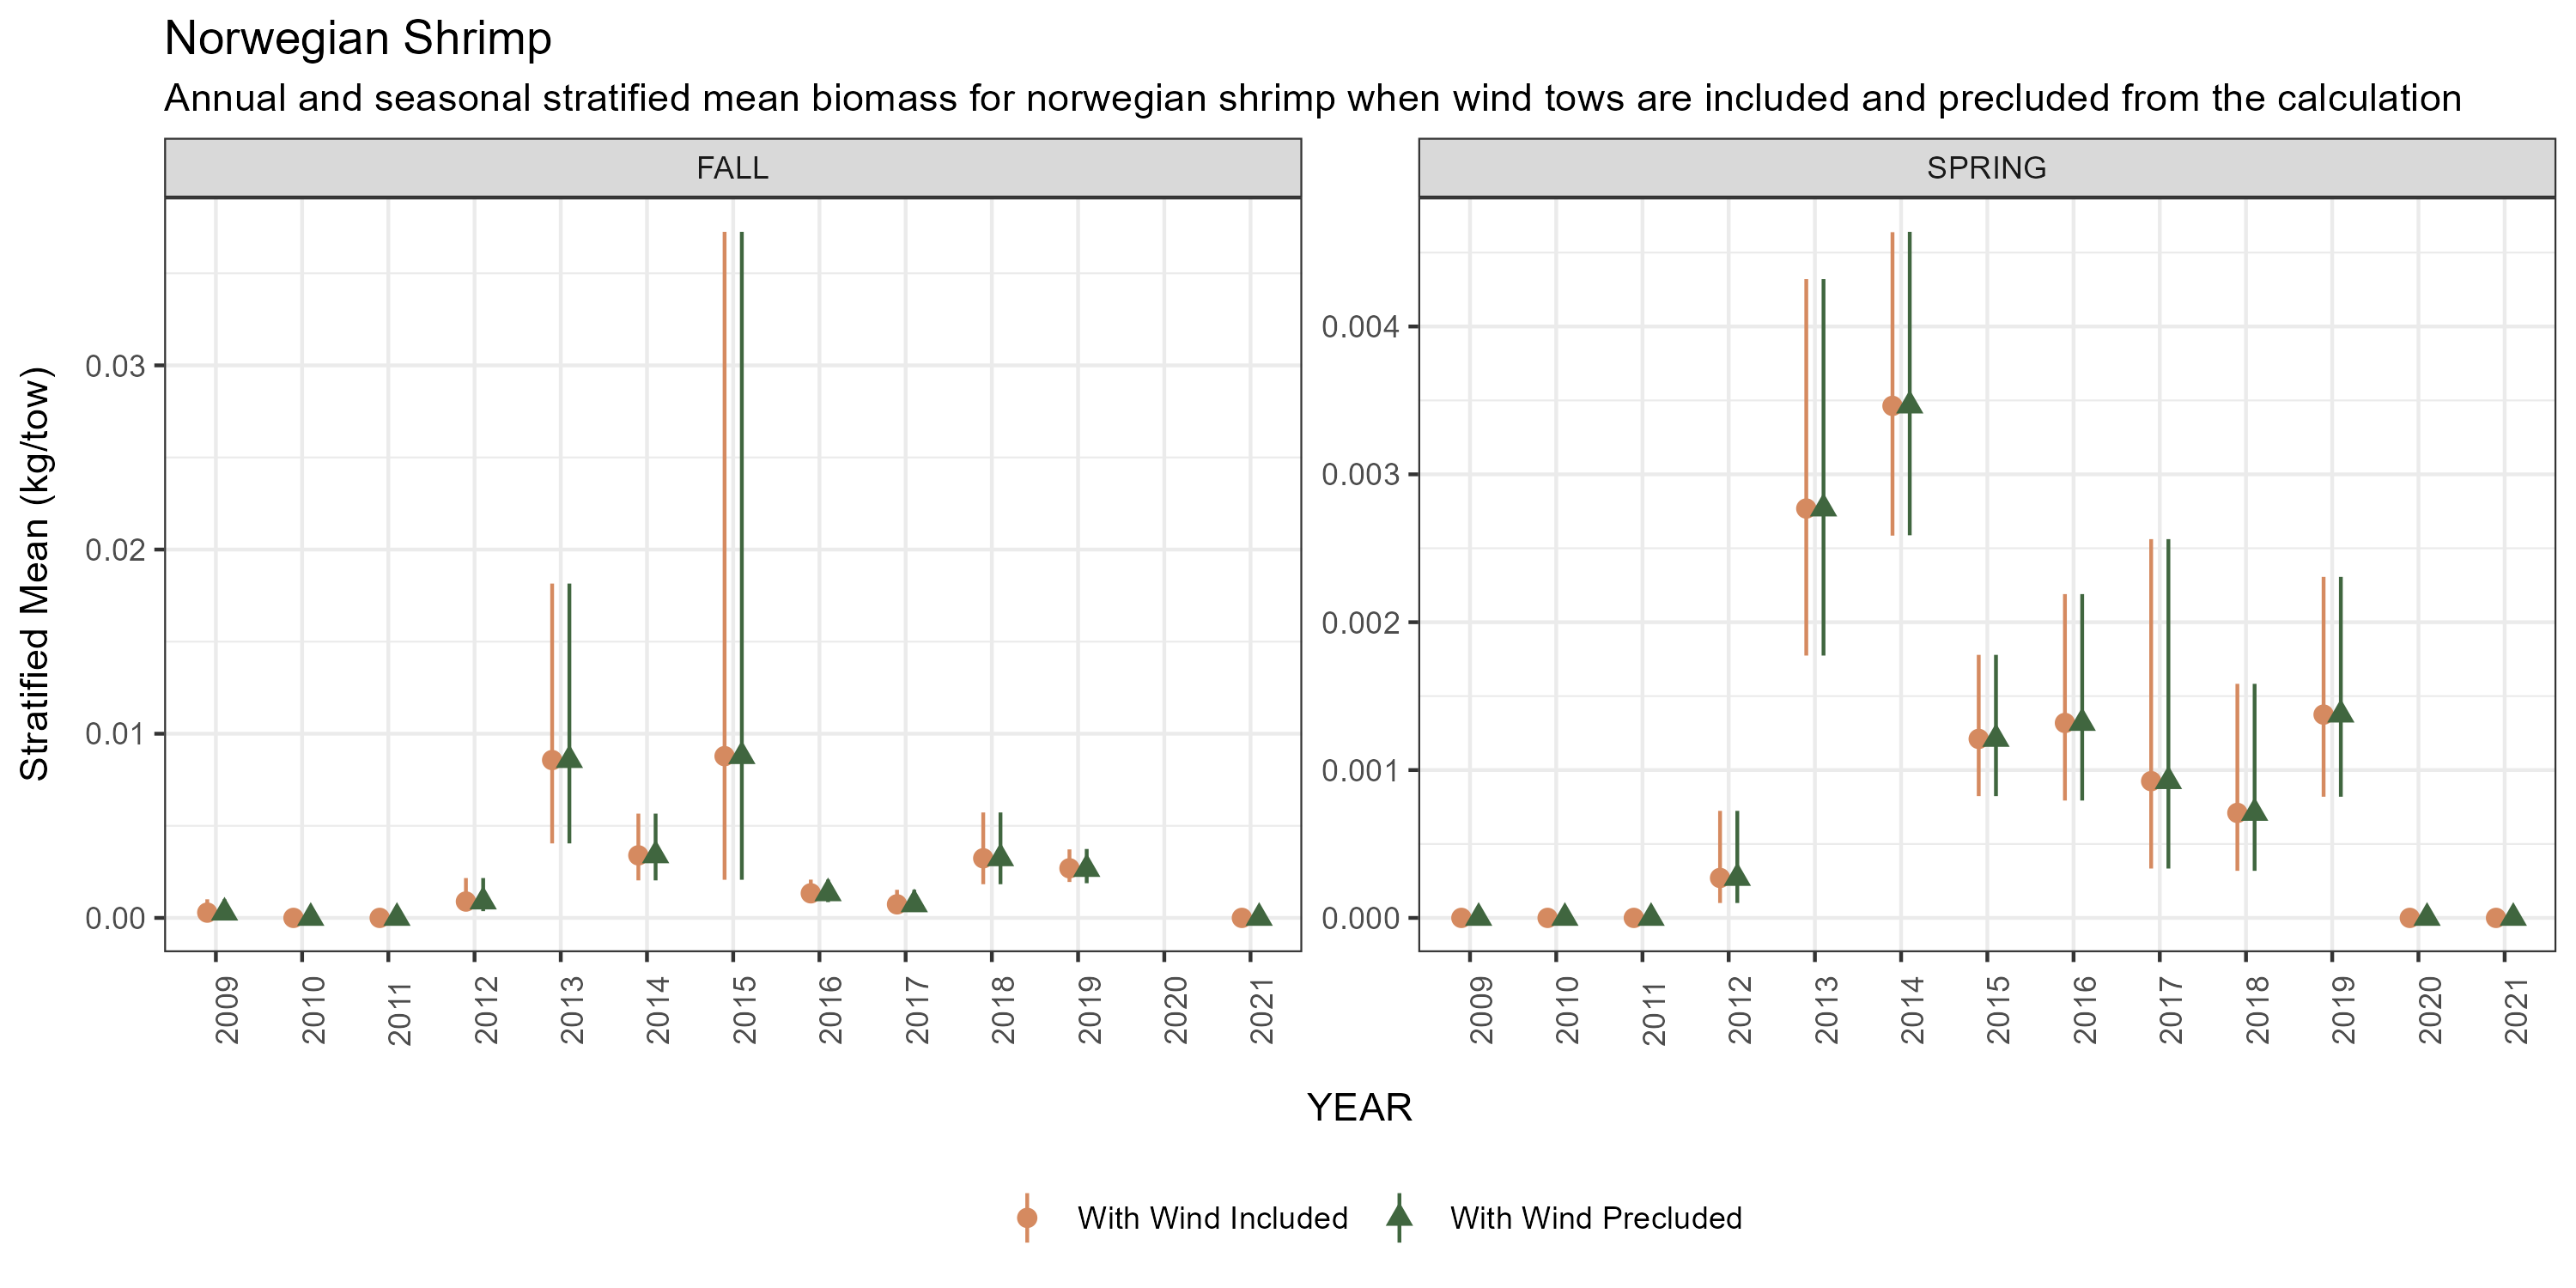 Norwegian Shrimp
Annual and seasonal stratified mean biomass for norwegian shrimp when wind tows are included and precluded from the calculation
FALL
SPRING
Stratified Mean (kg/tow)
0.03
0.02
0.01
0.00
0.004
0.003
0.002
0.001
0.000
2009 2010 2011 2012 2013 2014 2015 2016 2017 2018 2019 2020 2021
2009 2010 2011 2012 2013 2014 2015 2016 2017 2018 2019 2020 2021
YEAR
With Wind Included
With Wind Precluded